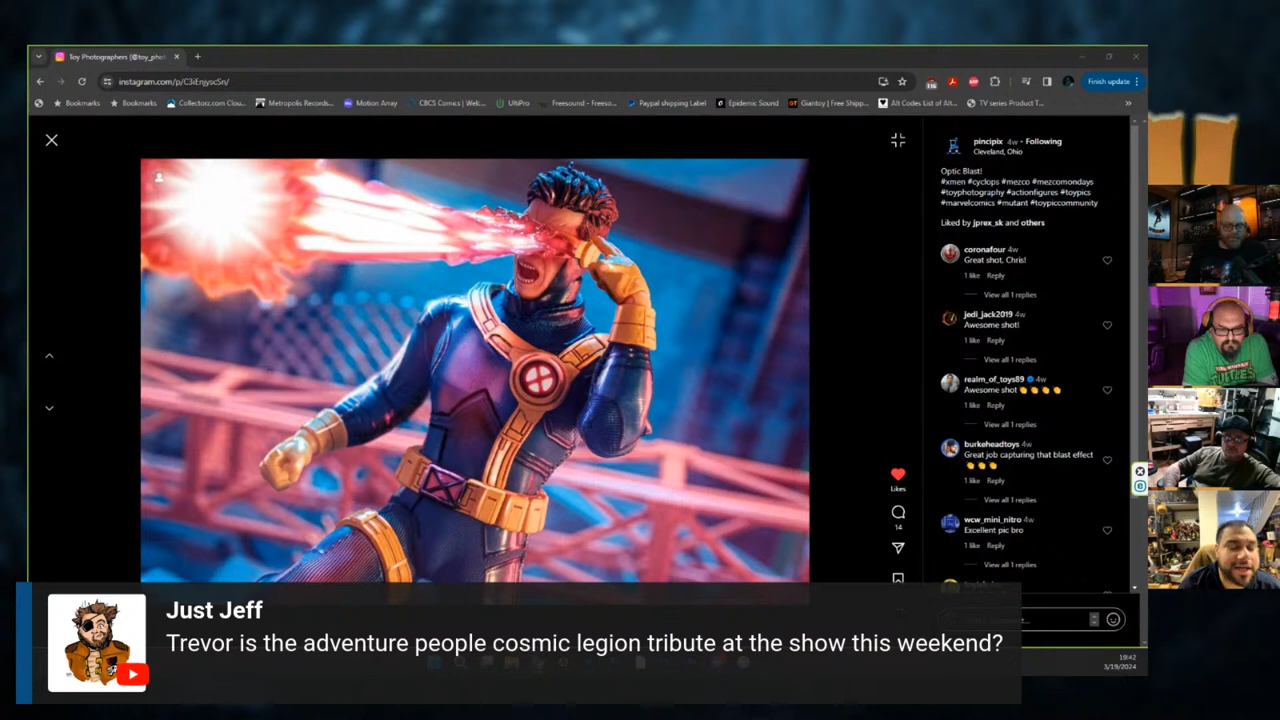 Toy Photographers (@toy_phot
instagram.com/p/C3iEnjyscSn/
Finish update
Bookmarks
Bookmarks
Collectorz.com Clou...
Metropolis Records...
Motion Array
CBCS Comics | Welc...
UltiPro
Freesound - Freeso...
Paypal shipping Label
Epidemic Sound
Giantoy | Free Shipp...
Alt Codes List of Alt...
TV series Product T...
pincipix 4w • Following
Cleveland, Ohio
Optic Blast!
#xmen #cyclops #mezco #mezcomondays
#toyphotography #actionfigures #toypics
#marvelcomics #mutant #toypiccommunity
Liked by jprex_sk and others
coronafour 4w
Great shot, Chris!
1 like Reply
View all 1 replies
jedi_jack2019 4w
Awesome shot!
1 like Reply
View all 1 replies
realm_of_toys89 4w
Awesome shot 👏👏👏👏
1 like Reply
View all 1 replies
burkeheadtoys 4w
Great job capturing that blast effect
👏👏👏
1 like Reply
View all 1 replies
wcw_mini_nitro 4w
Excellent pic bro
1 like Reply
View all 1 replies
Likes
14
Just Jeff
Trevor is the adventure people cosmic legion tribute at the show this weekend?
19:42
3/19/2024